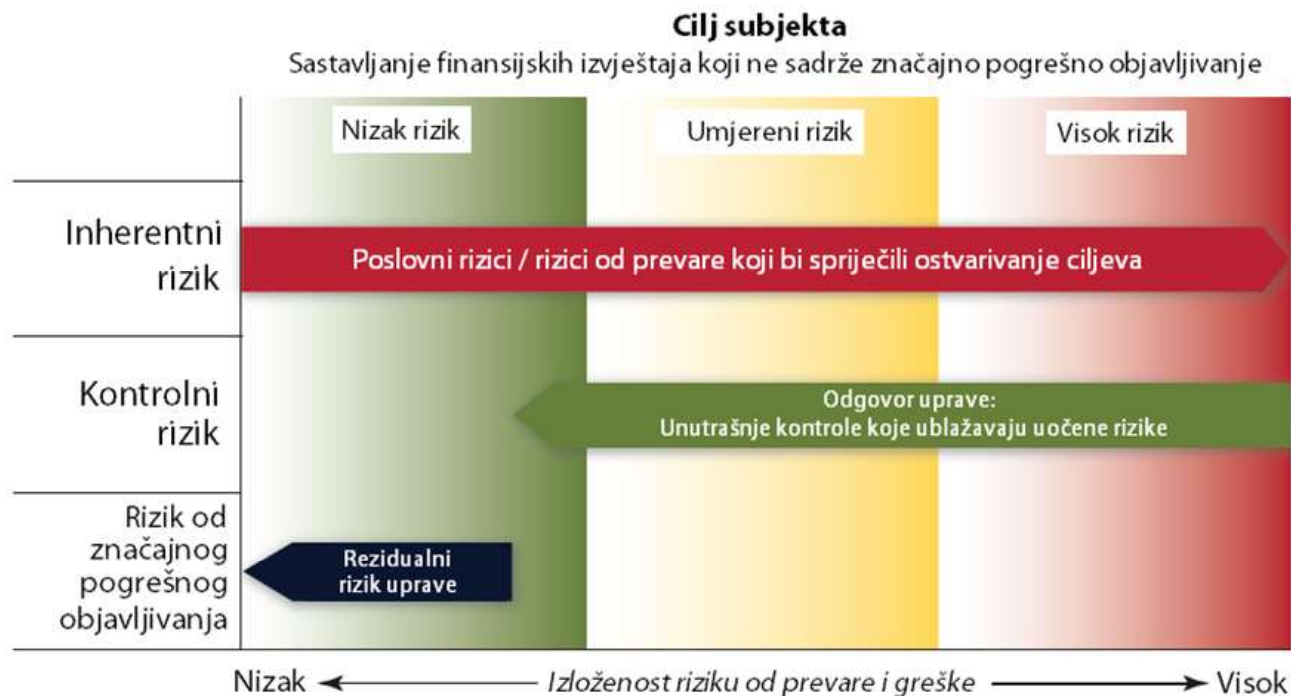 Cilj subjekta
Sastavljanje finansijskih izvještaja koji ne sadrže značajno pogrešno objavljivanje
Nizak rizik
Umjereni rizik
Visok rizik
Inherentni
rizik
Poslovni rizici / rizici od prevare koji bi spriječili ostvarivanje ciljeva
Kontrolni
rizik
Odgovor uprave:
Unutrašnje kontrole koje ublažavaju uočene rizike
Rizik od
značajnog
pogrešnog
objavljivanja
Rezidualni
rizik uprave
Nizak
Izloženost riziku od prevare i greške
Visok